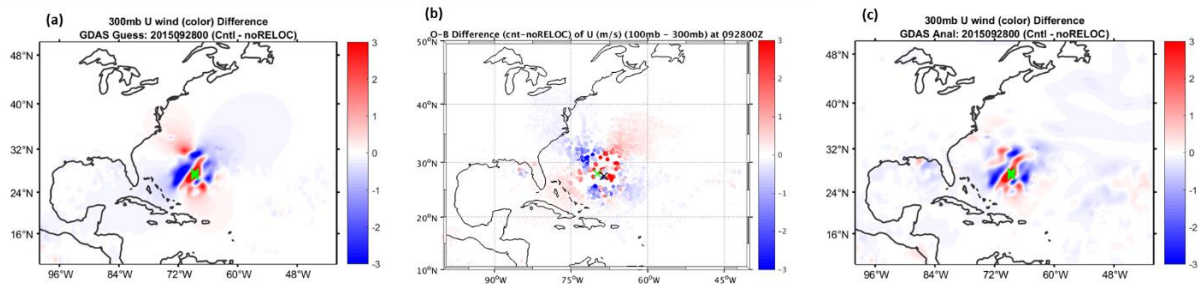 (a)
300mb U wind (color) Difference
GDAS Guess: 2015092800 (Cntl - noRELOC)
48°N
40°N
32°N
24°N
16°N
96°W 84°W 72°W 60°W 48°W
3
2
1
0
-1
-2
-3
(b)
O-B Difference (cnt-noRELOC) of U (m/s) (100mb - 300mb) at 092800Z
50°N
40°N
30°N
20°N
10°N
90°W 75°W 60°W 45°W
3
2
1
0
-1
-2
-3
(c)
300mb U wind (color) Difference
GDAS Anal: 2015092800 (Cntl - noRELOC)
48°N
40°N
32°N
24°N
16°N
96°W 84°W 72°W 60°W 48°W
3
2
1
0
-1
-2
-3